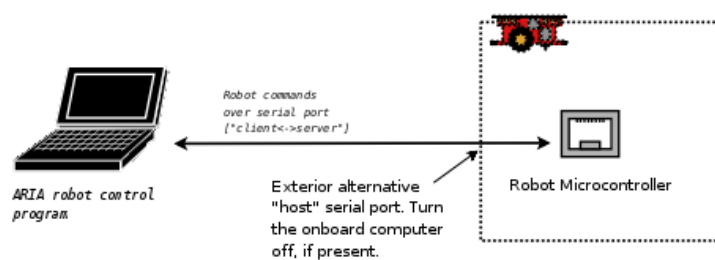 Robot commands
over serial port
["client<->server"]
ARIA robot control
program
Exterior alternative
"host" serial port. Turn
the onboard computer
off, if present.
Robot Microcontroller